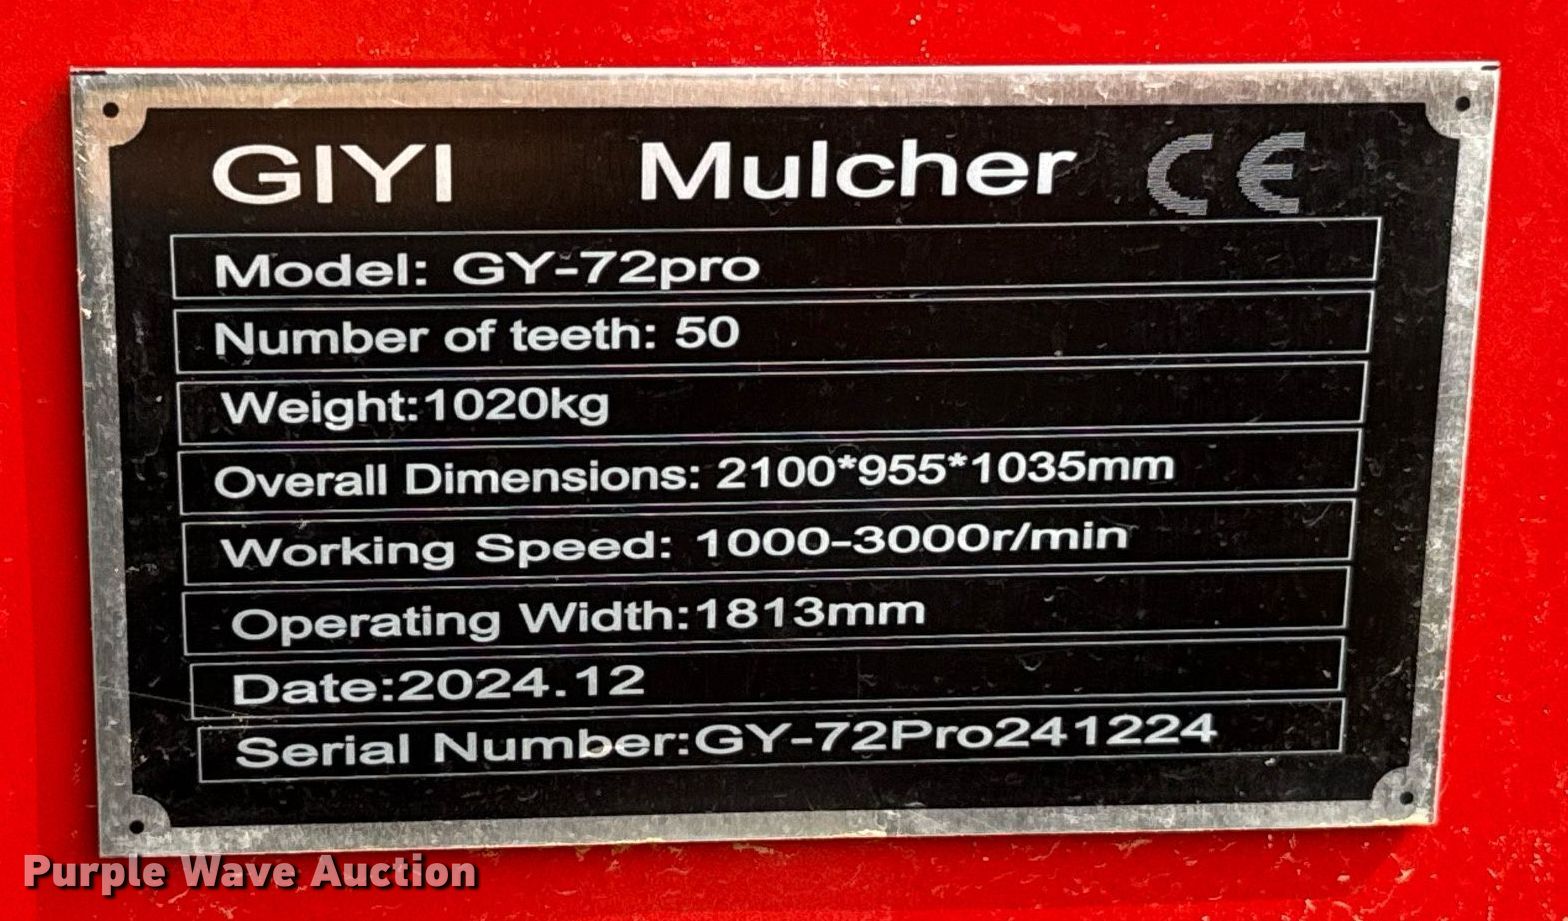 GIYI Mulcher CE
Model: GY-72pro
Number of teeth: 50
Weight:1020kg
Overall Dimensions: 2100*955*1035mm
Working Speed: 1000-3000r/min
Operating Width:1813mm
Date:2024.12
Serial Number:GY-72Pro241224
Purple Wave Auction